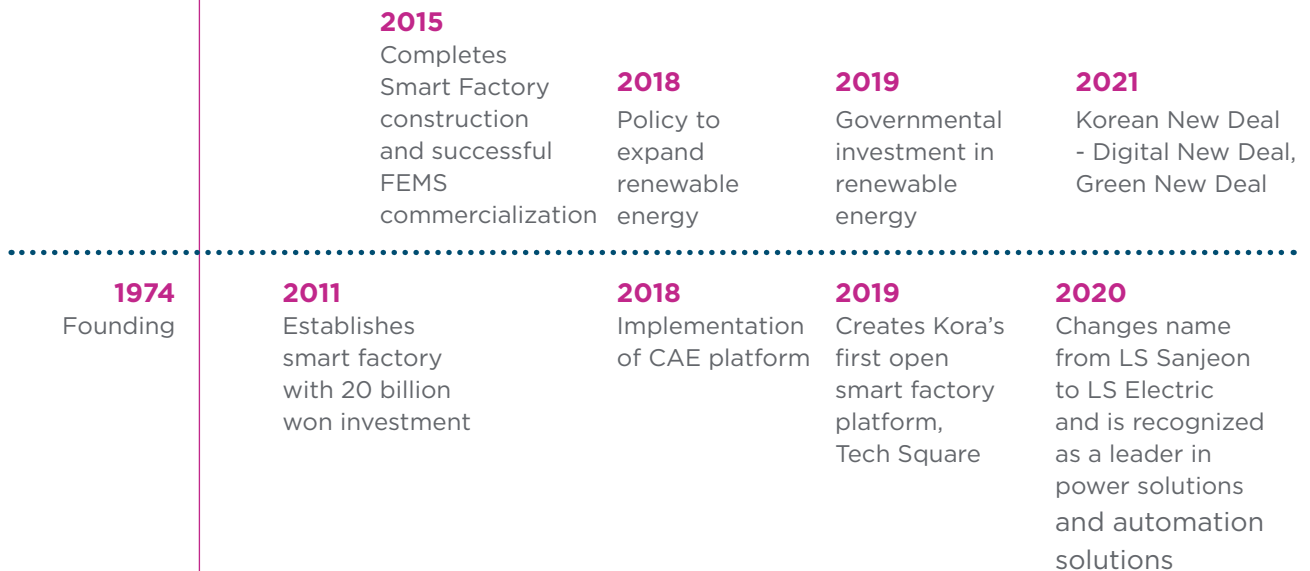 2015
Completes
Smart Factory
construction
and successful
FEMS
commercialization
2018
Policy to
expand
renewable
energy
2019
Governmental
investment in
renewable
energy
2021
Korean New Deal
- Digital New Deal,
Green New Deal
1974
Founding
2011
Establishes
smart factory
with 20 billion
won investment
2018
Implementation
of CAE platform
2019
Creates Kora’s
first open
smart factory
platform,
Tech Square
2020
Changes name
from LS Sanjeon
to LS Electric
and is recognized
as a leader in
power solutions
and automation
solutions